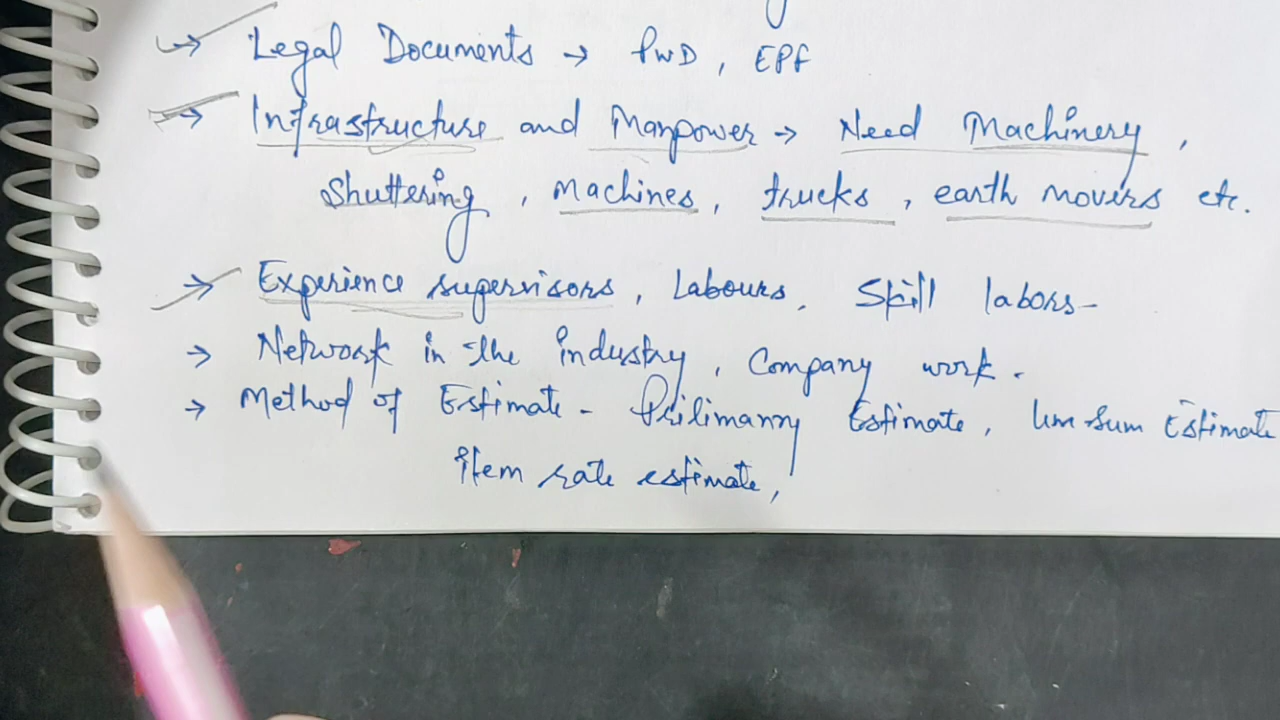 → Legal Documents → PWD, EPF
→ Infrastructure and Manpower → Need Machinery,
Shuttering, Machines, trucks, earth movers etc.
→ Experience supervisors, Labours, Skill labors-
→ Network in the industry, Company work.
→ Method of Estimate - Prilimanry Estimate, lum-sum Estimate
item rate estimate,